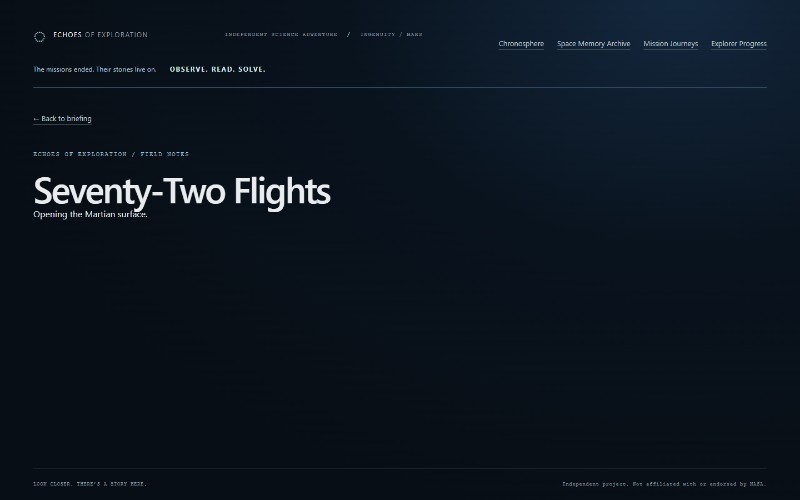 ECHOES OF EXPLORATION
INDEPENDENT SCIENCE ADVENTURE / INGENUITY / MARS
Chronosphere Space Memory Archive Mission Journeys Explorer Progress
The missions ended. Their stories live on. OBSERVE. READ. SOLVE.
← Back to briefing
ECHOES OF EXPLORATION / FIELD NOTES
Seventy-Two Flights
Opening the Martian surface.
LOOK CLOSER. THERE'S A STORY HERE.
Independent project. Not affiliated with or endorsed by NASA.